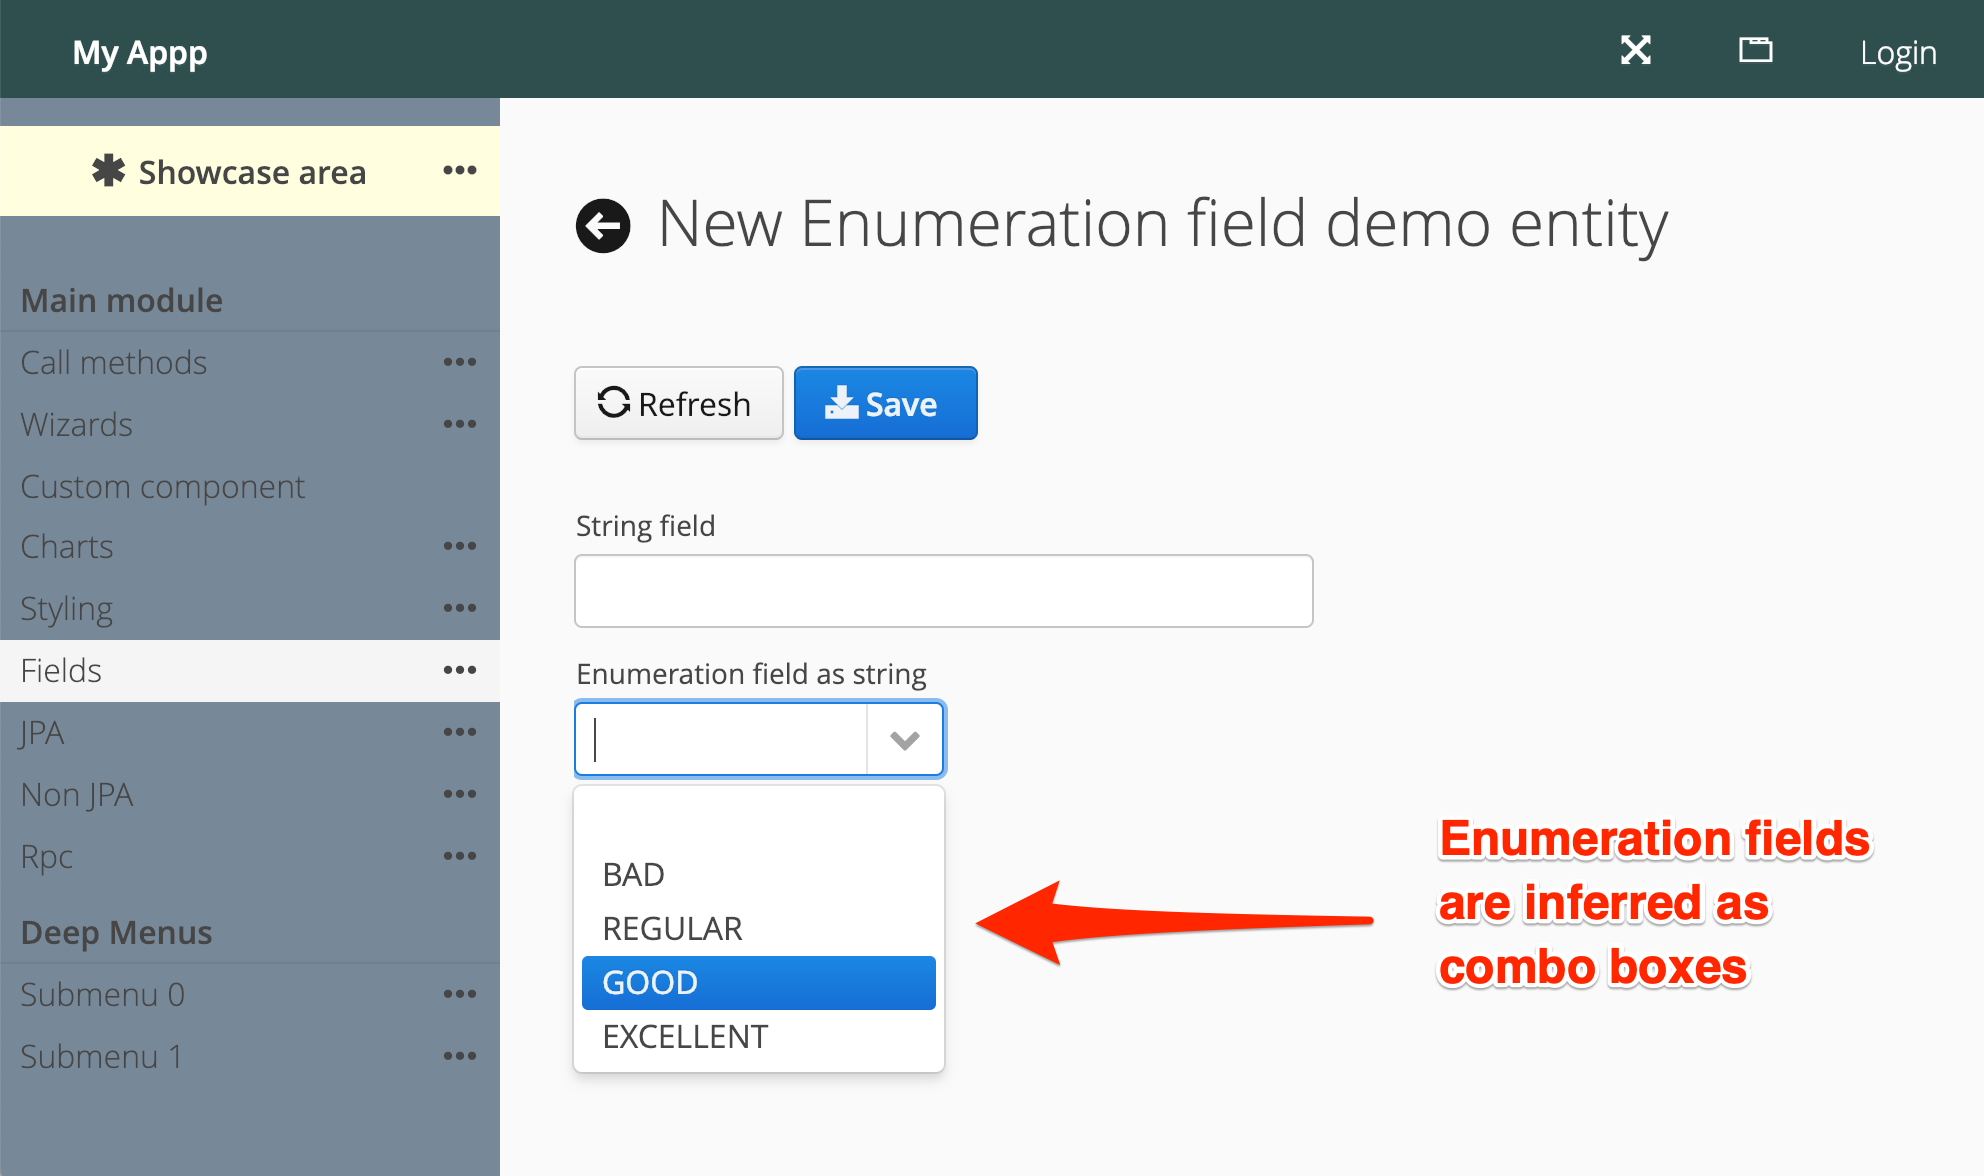 My Appp
Login
Showcase area
Main module
Call methods
Wizards
Custom component
Charts
Styling
Fields
JPA
Non JPA
Rpc
Deep Menus
Submenu 0
Submenu 1
New Enumeration field demo entity
Refresh
Save
String field
Enumeration field as string
BAD
REGULAR
GOOD
EXCELLENT
Enumeration fields
are inferred as
combo boxes